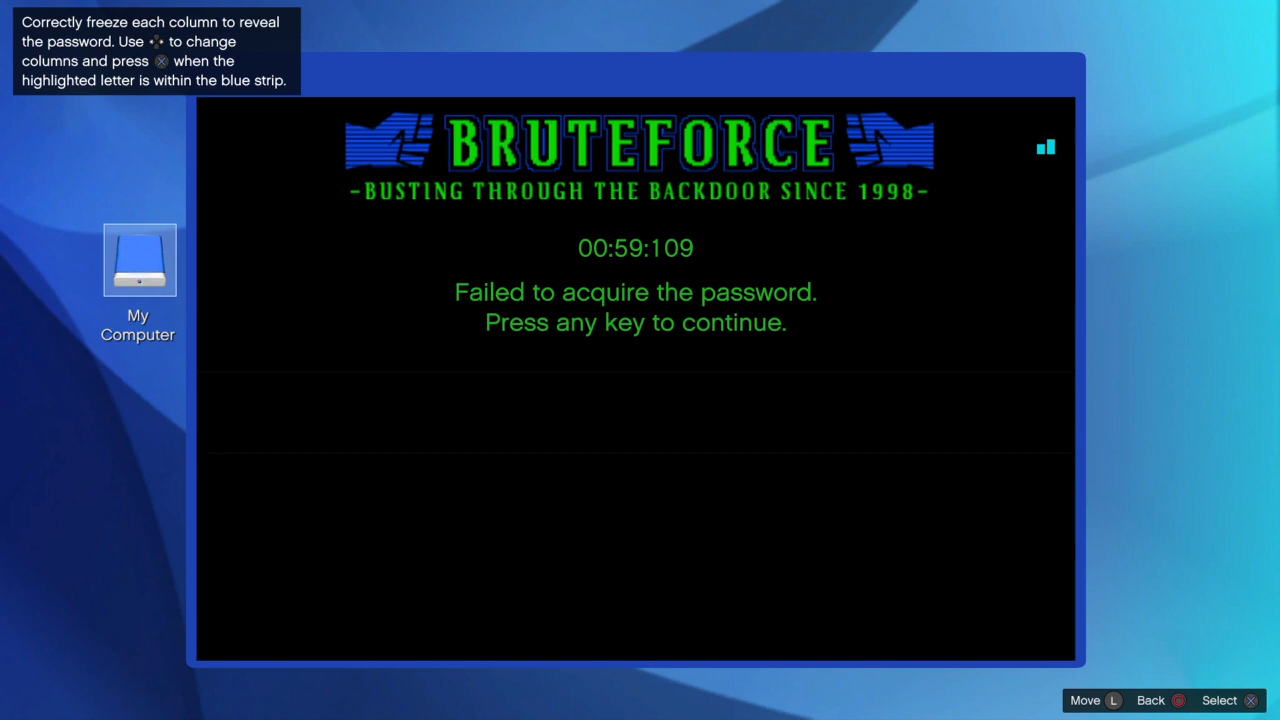 Correctly freeze each column to reveal
the password. Use to change
columns and press when the
highlighted letter is within the blue strip.
BRUTEFORCE
-BUSTING THROUGH THE BACKDOOR SINCE 1998-
00:59:109
Failed to acquire the password.
Press any key to continue.
My
Computer
Move L Back Select